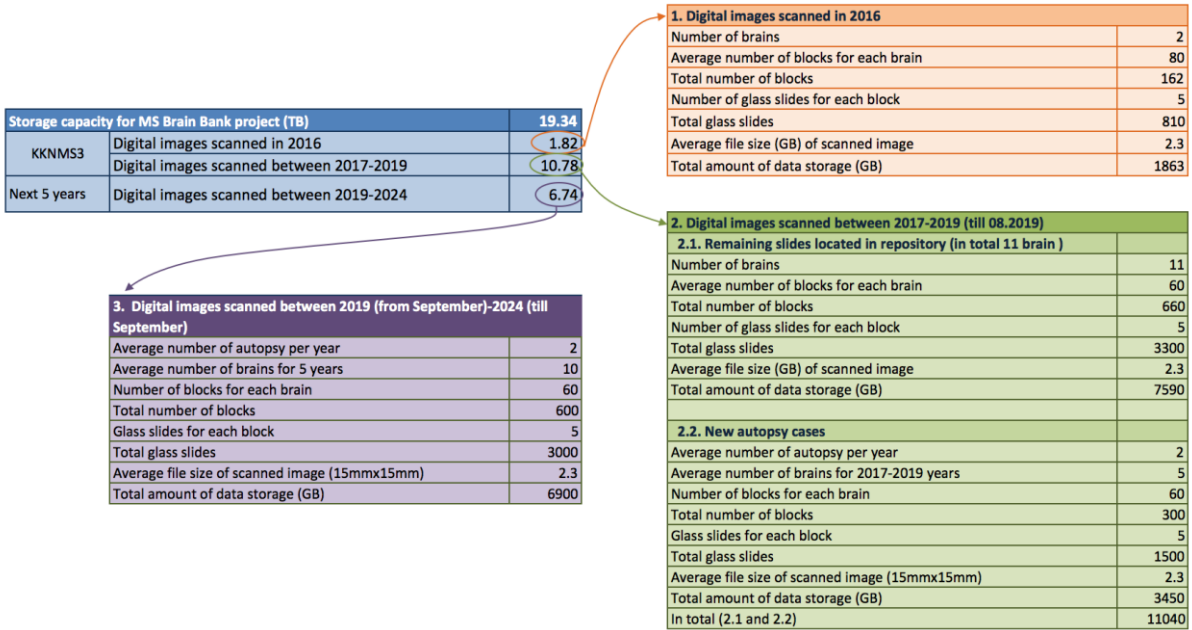 1. Digital images scanned in 2016
Number of brains 2
Average number of blocks for each brain 80
Total number of blocks 162
Number of glass slides for each block 5
Total glass slides 810
Average file size (GB) of scanned image 2.3
Total amount of data storage (GB) 1863
Storage capacity for MS Brain Bank project (TB) 19.34
KKNMS3
Digital images scanned in 2016 1.82
Digital images scanned between 2017-2019 10.78
Next 5 years Digital images scanned between 2019-2024 6.74
2. Digital images scanned between 2017-2019 (till 08.2019)
2.1. Remaining slides located in repository (in total 11 brain )
Number of brains 11
Average number of blocks for each brain 60
Total number of blocks 660
Number of glass slides for each block 5
Total glass slides 3300
Average file size (GB) of scanned image 2.3
Total amount of data storage (GB) 7590
2.2. New autopsy cases
Average number of autopsy per year 2
Average number of brains for 2017-2019 years 5
Number of blocks for each brain 60
Total number of blocks 300
Glass slides for each block 5
Total glass slides 1500
Average file size of scanned image (15mmx15mm) 2.3
Total amount of data storage (GB) 3450
In total (2.1 and 2.2) 11040
3. Digital images scanned between 2019 (from September)-2024 (till
September)
Average number of autopsy per year 2
Average number of brains for 5 years 10
Number of blocks for each brain 60
Total number of blocks 600
Glass slides for each block 5
Total glass slides 3000
Average file size of scanned image (15mmx15mm) 2.3
Total amount of data storage (GB) 6900